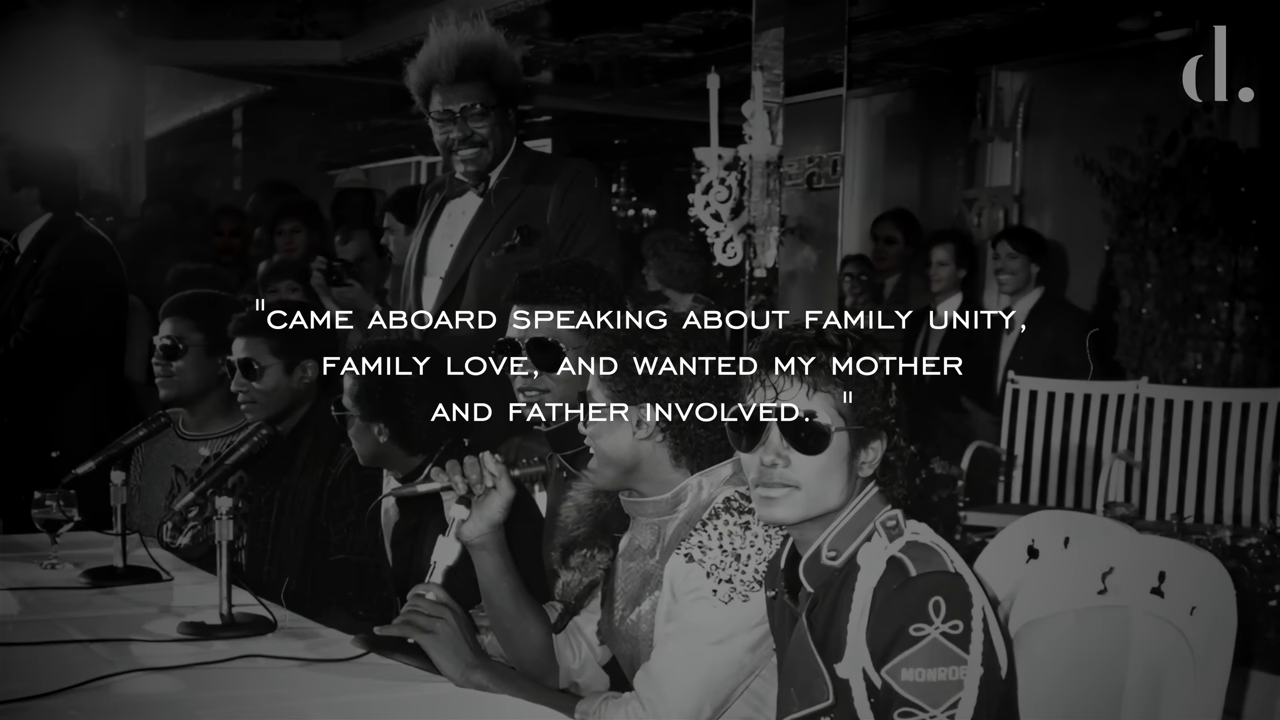 d.
"CAME ABOARD SPEAKING ABOUT FAMILY UNITY,
FAMILY LOVE, AND WANTED MY MOTHER
AND FATHER INVOLVED. "
MONROE